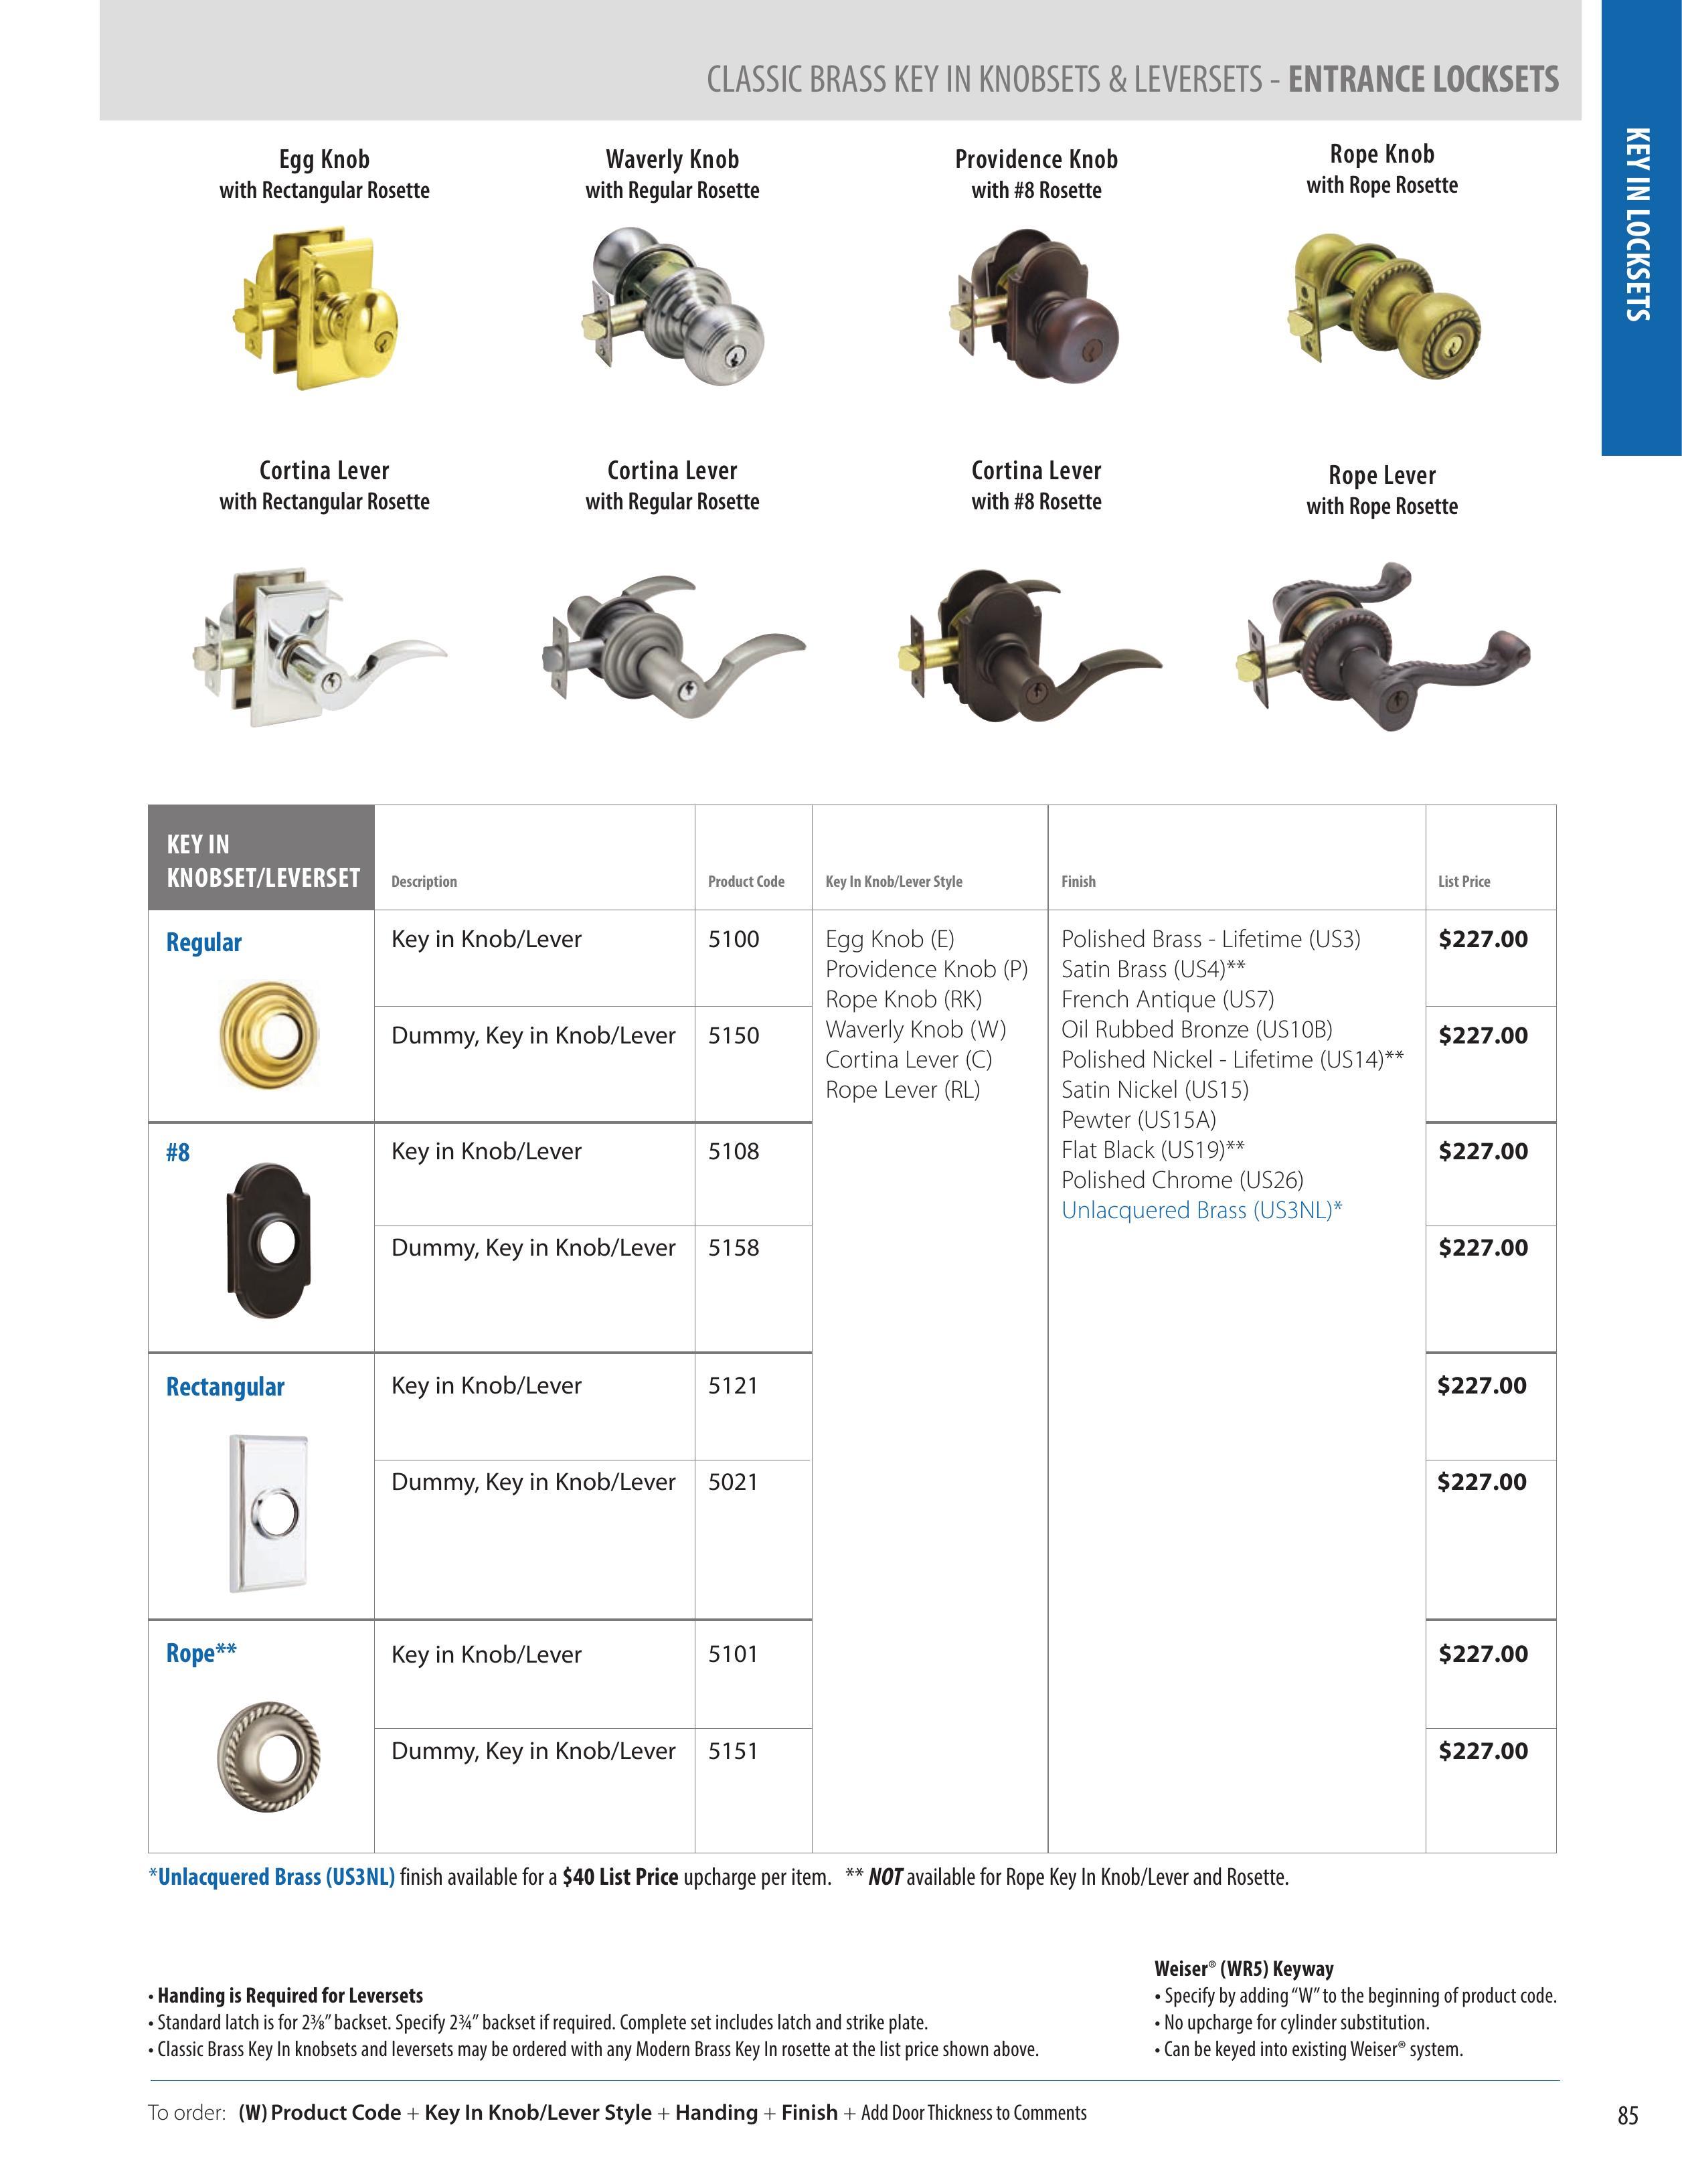 CLASSIC BRASS KEY IN KNOBSETS & LEVERSETS - ENTRANCE LOCKSETS
KEY IN LOCKSETS
Egg Knob
with Rectangular Rosette
Waverly Knob
with Regular Rosette
Providence Knob
with #8 Rosette
Rope Knob
with Rope Rosette
Cortina Lever
with Rectangular Rosette
Cortina Lever
with Regular Rosette
Cortina Lever
with #8 Rosette
Rope Lever
with Rope Rosette
KEY IN
KNOBSET/LEVERSET
Description
Product Code
Key In Knob/Lever Style
Finish
List Price
Regular
Key in Knob/Lever
5100
$227.00
Dummy, Key in Knob/Lever
5150
$227.00
Egg Knob (E)
Providence Knob (P)
Rope Knob (RK)
Waverly Knob (W)
Cortina Lever (C)
Rope Lever (RL)
Polished Brass - Lifetime (US3)
Satin Brass (US4)**
French Antique (US7)
Oil Rubbed Bronze (US10B)
Polished Nickel - Lifetime (US14)**
Satin Nickel (US15)
Pewter (US15A)
Flat Black (US19)**
Polished Chrome (US26)
Unlacquered Brass (US3NL)*
#8
Key in Knob/Lever
5108
$227.00
Dummy, Key in Knob/Lever
5158
$227.00
Rectangular
Key in Knob/Lever
5121
$227.00
Dummy, Key in Knob/Lever
5021
$227.00
Rope**
Key in Knob/Lever
5101
$227.00
Dummy, Key in Knob/Lever
5151
$227.00
*Unlacquered Brass (US3NL) finish available for a $40 List Price upcharge per item. ** NOT available for Rope Key In Knob/Lever and Rosette.
• Handing is Required for Leversets
• Standard latch is for 2⅜” backset. Specify 2¾” backset if required. Complete set includes latch and strike plate.
• Classic Brass Key In knobsets and leversets may be ordered with any Modern Brass Key In rosette at the list price shown above.
Weiser® (WR5) Keyway
• Specify by adding “W” to the beginning of product code.
• No upcharge for cylinder substitution.
• Can be keyed into existing Weiser® system.
To order: (W) Product Code + Key In Knob/Lever Style + Handing + Finish + Add Door Thickness to Comments
85